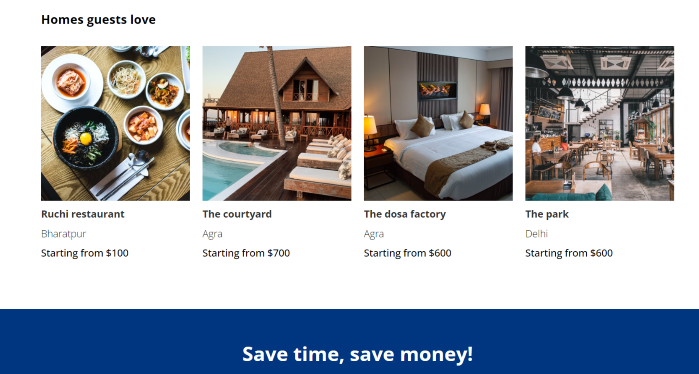 Homes guests love
Ruchi restaurant
Bharatpur
Starting from $100
The courtyard
Agra
Starting from $700
The dosa factory
Agra
Starting from $600
The park
Delhi
Starting from $600
Save time, save money!